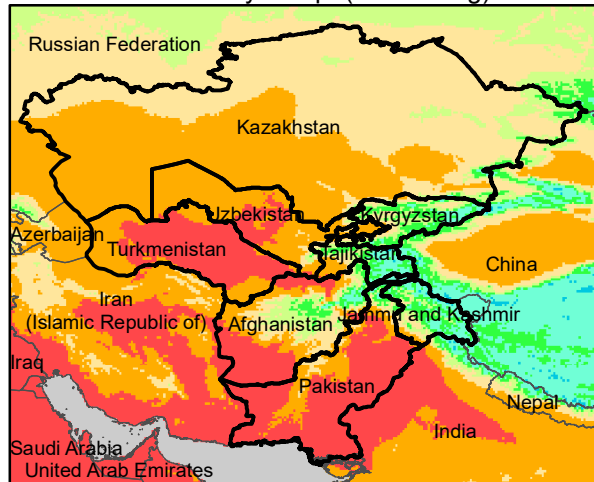 Russian Federation
Kazakhstan
Uzbekistan
Kyrgyzstan
Azerbaijan
Turkmenistan
Tajikistan
China
Iran
(Islamic Republic of)
Afghanistan
Jammu and Kashmir
Iraq
Pakistan
Nepal
India
Saudi Arabia
United Arab Emirates